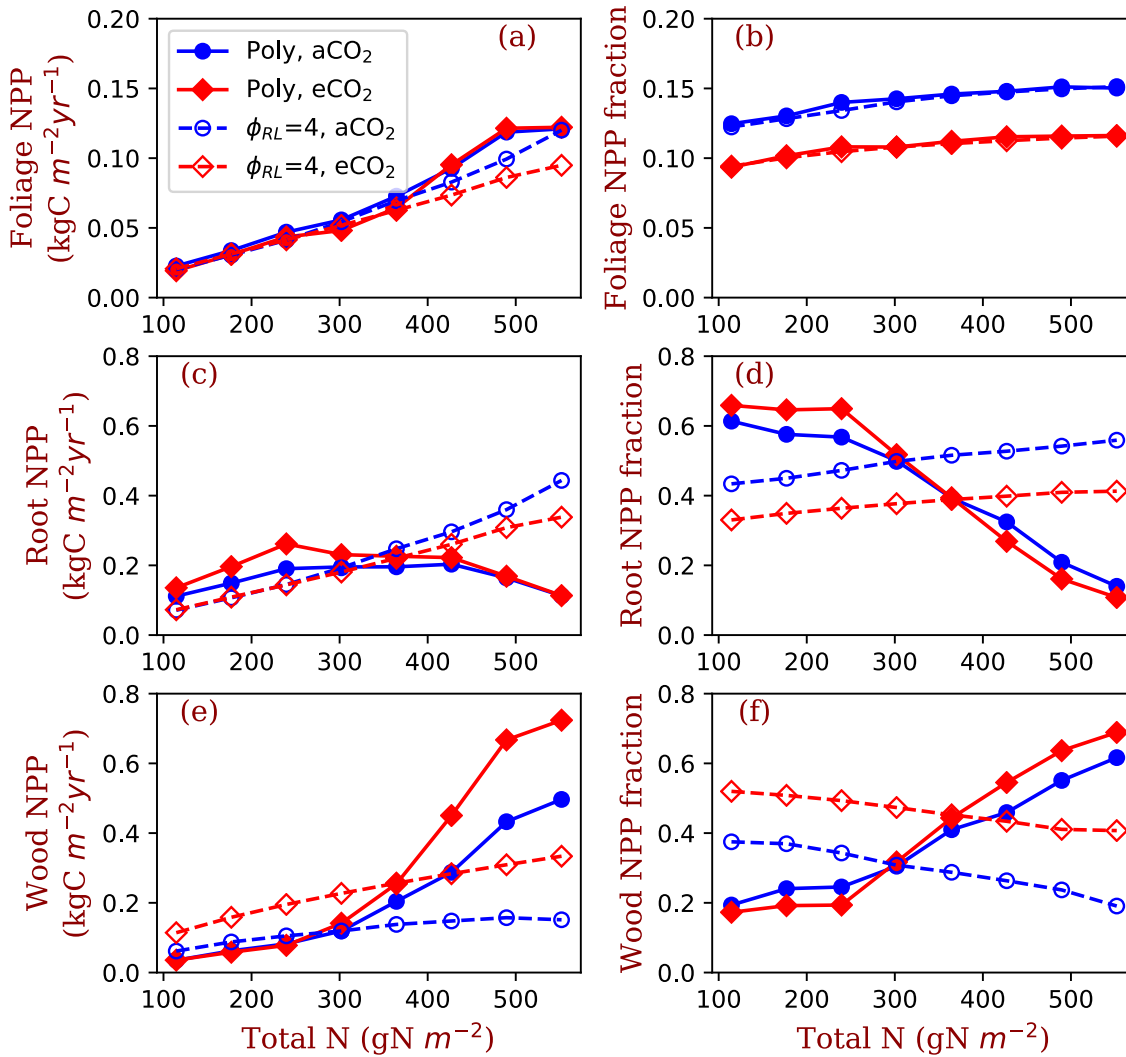 Foliage NPP
(kgC m⁻²yr⁻¹)
0.20
0.15
0.10
0.05
0.00
(a)
Poly, aCO₂
Poly, eCO₂
ϕ_RL=4, aCO₂
ϕ_RL=4, eCO₂
100 200 300 400 500
Foliage NPP fraction
0.20
0.15
0.10
0.05
0.00
(b)
100 200 300 400 500
Root NPP
(kgC m⁻²yr⁻¹)
0.8
0.6
0.4
0.2
0.0
(c)
100 200 300 400 500
Root NPP fraction
0.8
0.6
0.4
0.2
0.0
(d)
100 200 300 400 500
Wood NPP
(kgC m⁻²yr⁻¹)
0.8
0.6
0.4
0.2
0.0
(e)
100 200 300 400 500
Total N (gN m⁻²)
Wood NPP fraction
0.8
0.6
0.4
0.2
0.0
(f)
100 200 300 400 500
Total N (gN m⁻²)